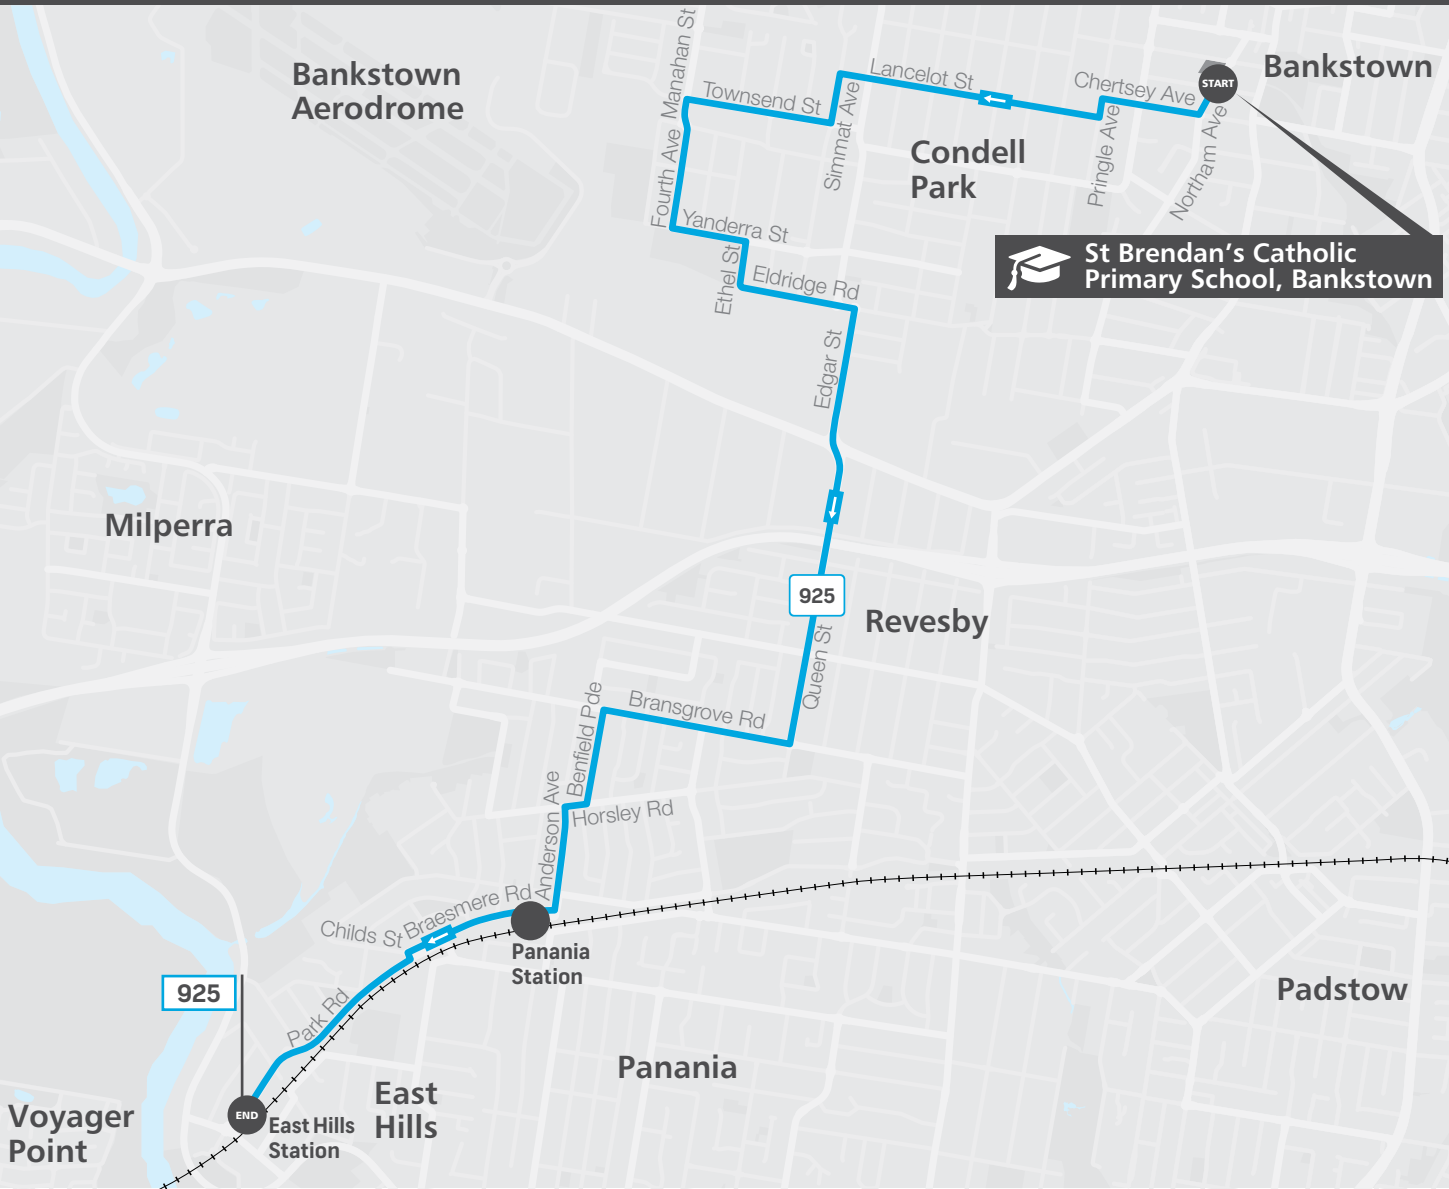 Bankstown
Aerodrome
Manahan St
Townsend St
Lancelot St
Chertsey Ave
START
Bankstown
Fourth Ave
Simmat Ave
Condell
Park
Pringle Ave
Northam Ave
Yanderra St
Ethel St
Eldridge Rd
St Brendan’s Catholic
Primary School, Bankstown
Edgar St
Milperra
925
Revesby
Queen St
Bransgrove Rd
Benfield Pde
Horsley Rd
Anderson Ave
Braesmere Rd
Childs St
Panania
Station
925
Park Rd
Padstow
Panania
East
Hills
Voyager
Point
END
East Hills
Station